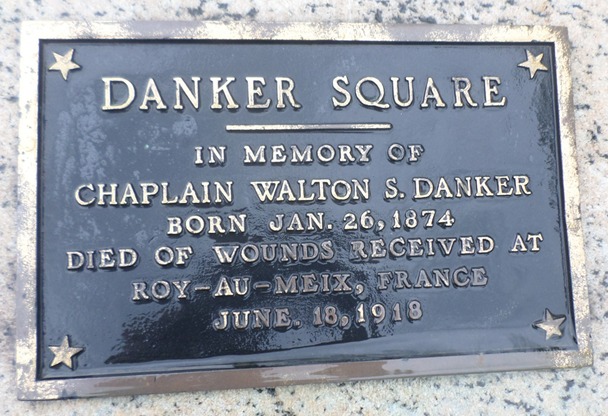 DANKER SQUARE
IN MEMORY OF
CHAPLAIN WALTON S. DANKER
BORN JAN. 26, 1874
DIED OF WOUNDS RECEIVED AT
ROY-AU-MEIX, FRANCE
JUNE. 18, 1918